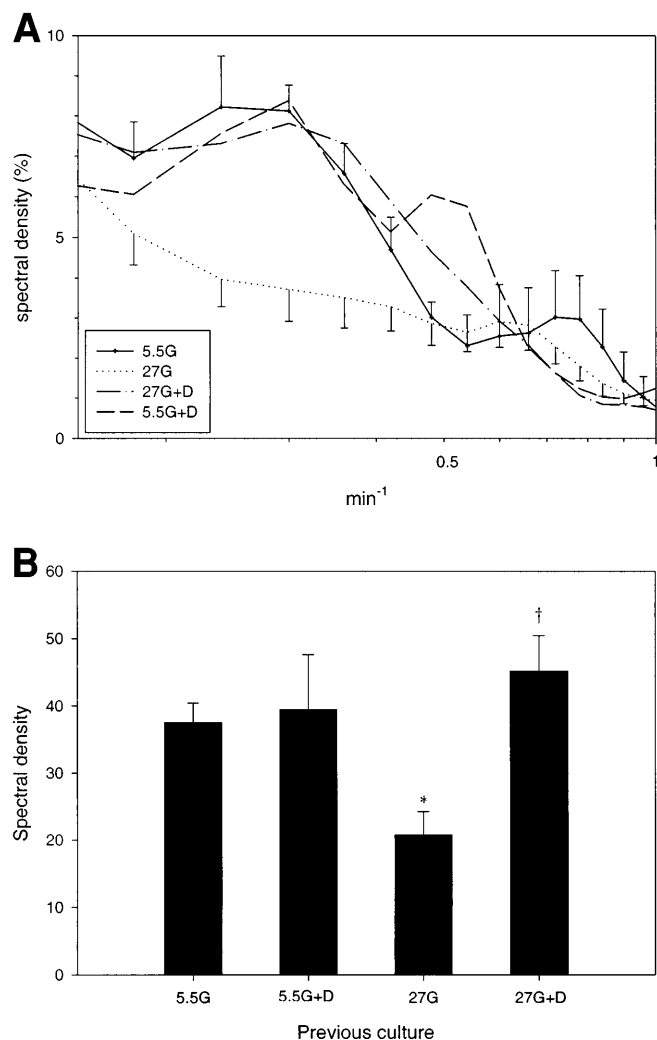 A
10
5
0
spectral density (%)
5.5G
27G
27G+D
5.5G+D
0.5
1
min-1
B
60
50
40
30
20
10
0
Spectral density
*
†
5.5G
5.5G+D
27G
27G+D
Previous culture